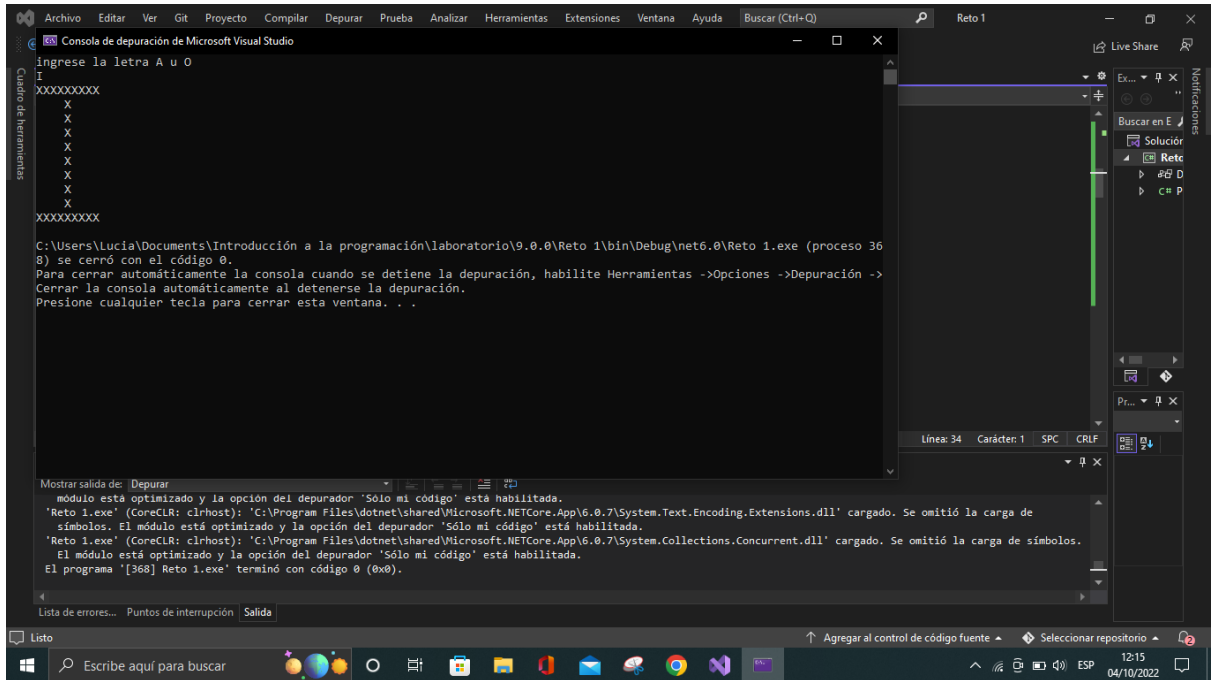 Archivo Editar Ver Git Proyecto Compilar Depurar Prueba Analizar Herramientas Extensiones Ventana Ayuda Buscar (Ctrl+Q) Reto 1
Consola de depuración de Microsoft Visual Studio
Live Share
ingrese la letra A u O
I
XXXXXXXXX
X
X
X
X
X
X
X
X
XXXXXXXXX
C:\Users\Lucia\Documents\Introducción a la programación\laboratorio\9.0.0\Reto 1\bin\Debug\net6.0\Reto 1.exe (proceso 36
8) se cerró con el código 0.
Para cerrar automáticamente la consola cuando se detiene la depuración, habilite Herramientas ->Opciones ->Depuración ->
Cerrar la consola automáticamente al detenerse la depuración.
Presione cualquier tecla para cerrar esta ventana. . .
Cuadro de herramientas
Ex...
Buscar en E
Solución
Reto
D
C# P
Notificaciones
Pr...
Línea: 34 Carácter: 1 SPC CRLF
Mostrar salida de: Depurar
módulo está optimizado y la opción del depurador 'Sólo mi código' está habilitada.
'Reto 1.exe' (CoreCLR: clrhost): 'C:\Program Files\dotnet\shared\Microsoft.NETCore.App\6.0.7\System.Text.Encoding.Extensions.dll' cargado. Se omitió la carga de
símbolos. El módulo está optimizado y la opción del depurador 'Sólo mi código' está habilitada.
'Reto 1.exe' (CoreCLR: clrhost): 'C:\Program Files\dotnet\shared\Microsoft.NETCore.App\6.0.7\System.Collections.Concurrent.dll' cargado. Se omitió la carga de símbolos.
El módulo está optimizado y la opción del depurador 'Sólo mi código' está habilitada.
El programa '[368] Reto 1.exe' terminó con código 0 (0x0).
Lista de errores... Puntos de interrupción Salida
Listo
Agregar al control de código fuente
Seleccionar repositorio
2
Escribe aquí para buscar
ESP
12:15
04/10/2022